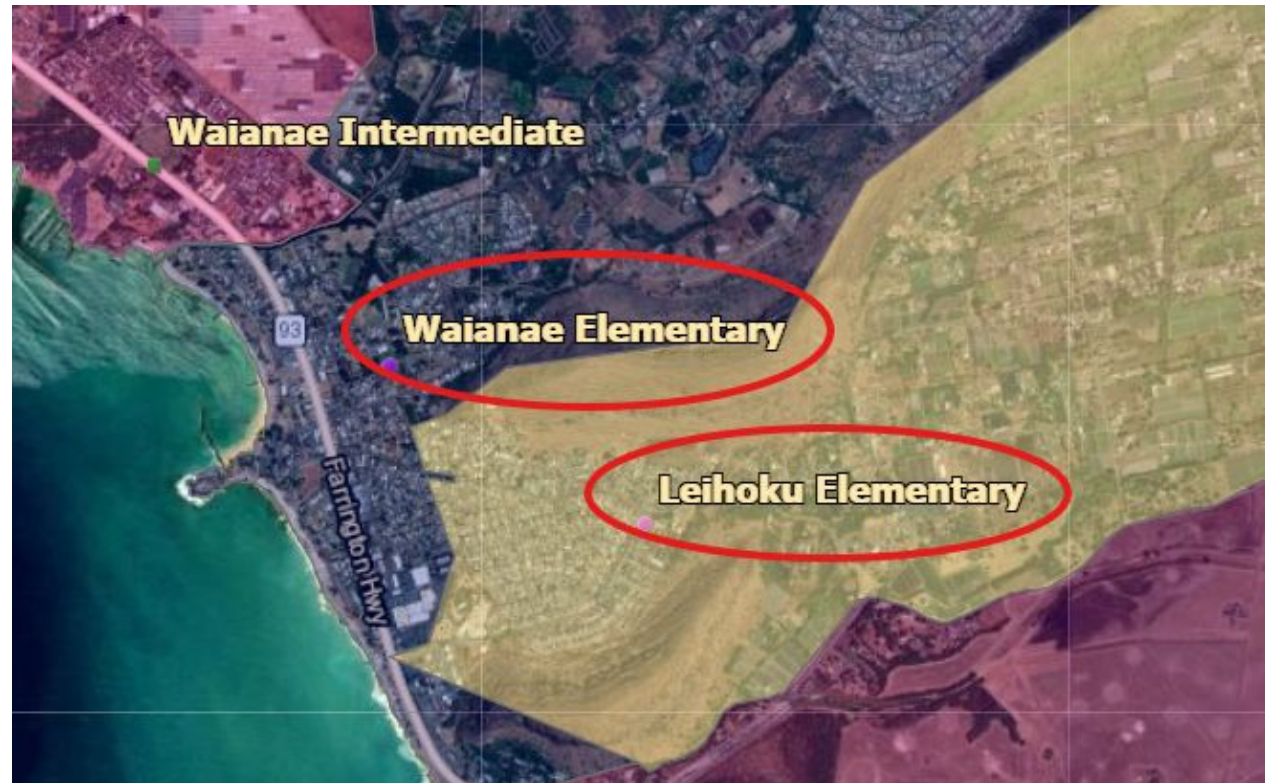 Waianae Intermediate
93
Waianae Elementary
Leihoku Elementary
Farrington Hwy